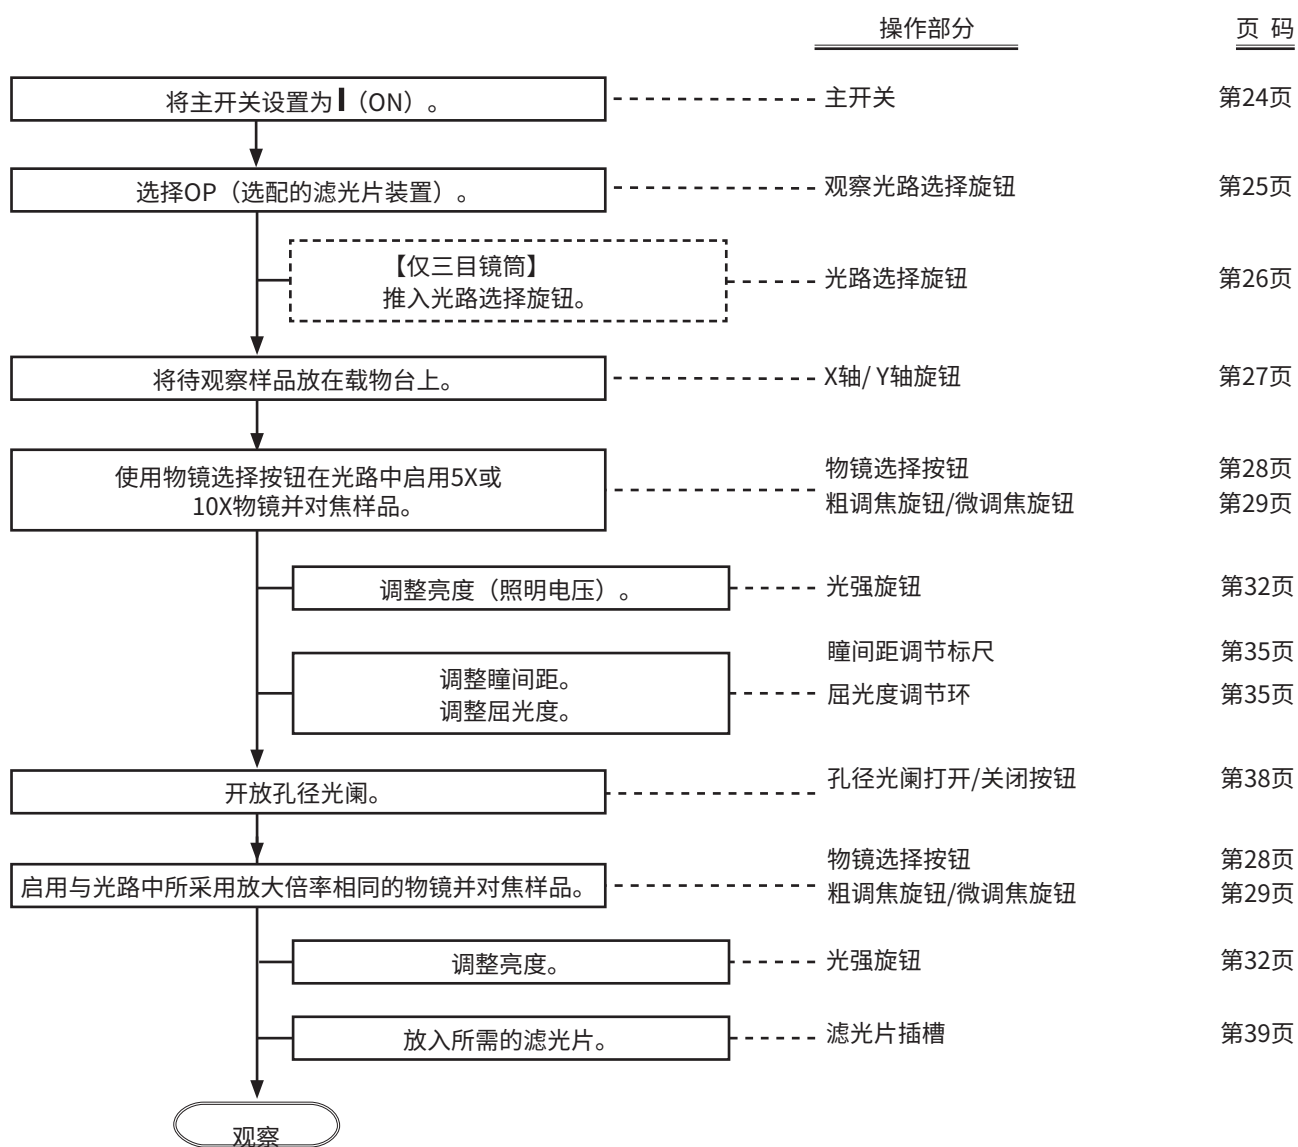 操作部分 页 码
将主开关设置为 I（ON）。 主开关 第24页
选择OP（选配的滤光片装置）。 观察光路选择旋钮 第25页
【仅三目镜筒】
推入光路选择旋钮。 光路选择旋钮 第26页
将待观察样品放在载物台上。 X轴/ Y轴旋钮 第27页
使用物镜选择按钮在光路中启用5X或
10X物镜并对焦样品。
物镜选择按钮 第28页
粗调焦旋钮/微调焦旋钮 第29页
调整亮度（照明电压）。 光强旋钮 第32页
调整瞳间距。
调整屈光度。
瞳间距调节标尺 第35页
屈光度调节环 第35页
开放孔径光阑。 孔径光阑打开/关闭按钮 第38页
启用与光路中所采用放大倍率相同的物镜并对焦样品。
物镜选择按钮 第28页
粗调焦旋钮/微调焦旋钮 第29页
调整亮度。 光强旋钮 第32页
放入所需的滤光片。 滤光片插槽 第39页
观察